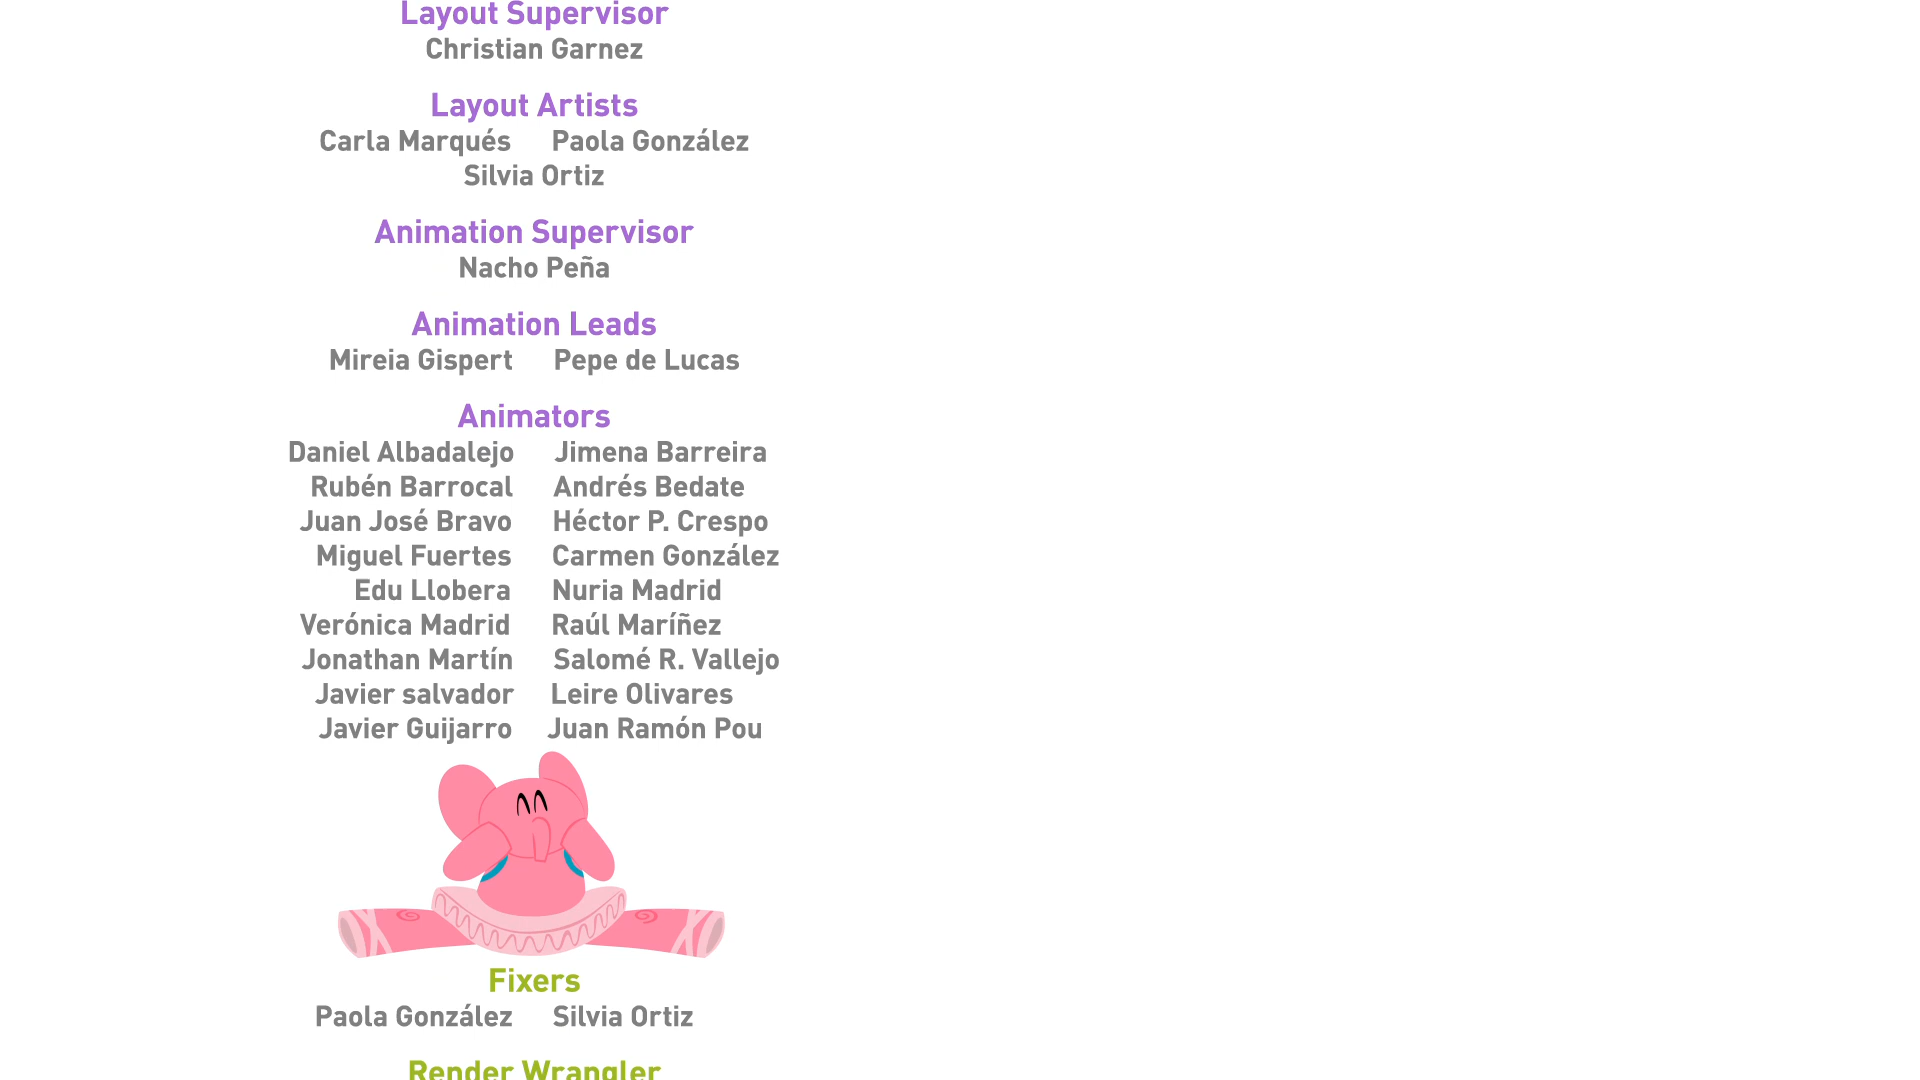 Layout Supervisor
Christian Garnez
Layout Artists
Carla Marqués Paola González
Silvia Ortiz
Animation Supervisor
Nacho Peña
Animation Leads
Mireia Gispert Pepe de Lucas
Animators
Daniel Albadalejo Jimena Barreira
Rubén Barrocal Andrés Bedate
Juan José Bravo Héctor P. Crespo
Miguel Fuertes Carmen González
Edu Llobera Nuria Madrid
Verónica Madrid Raúl Maríñez
Jonathan Martín Salomé R. Vallejo
Javier salvador Leire Olivares
Javier Guijarro Juan Ramón Pou
Fixers
Paola González Silvia Ortiz
Render Wrangler